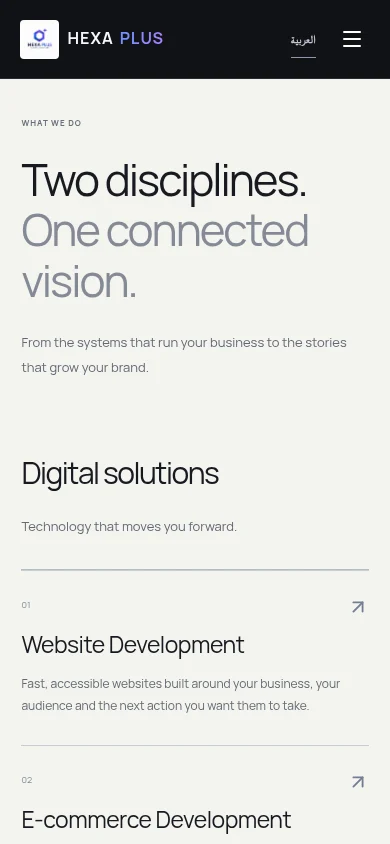 HEXA PLUS
العربية
WHAT WE DO
Two disciplines.
One connected
vision.
From the systems that run your business to the stories
that grow your brand.
Digital solutions
Technology that moves you forward.
01
Website Development
Fast, accessible websites built around your business, your
audience and the next action you want them to take.
02
E-commerce Development